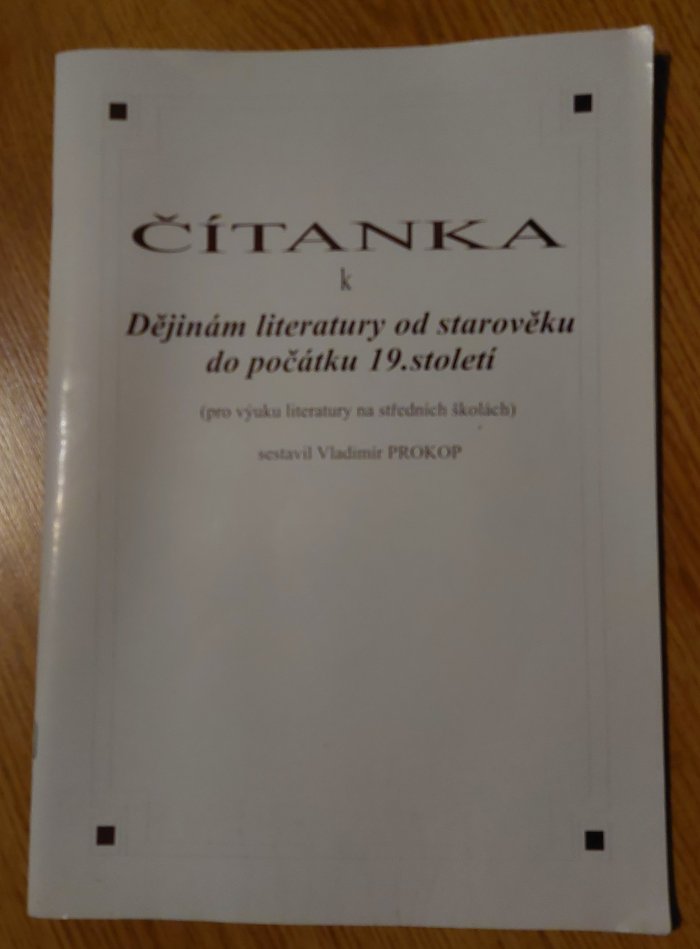 ČÍTANKA
k
Dějinám literatury od starověku
do počátku 19.století
(pro výuku literatury na středních školách)
sestavil Vladimír PROKOP